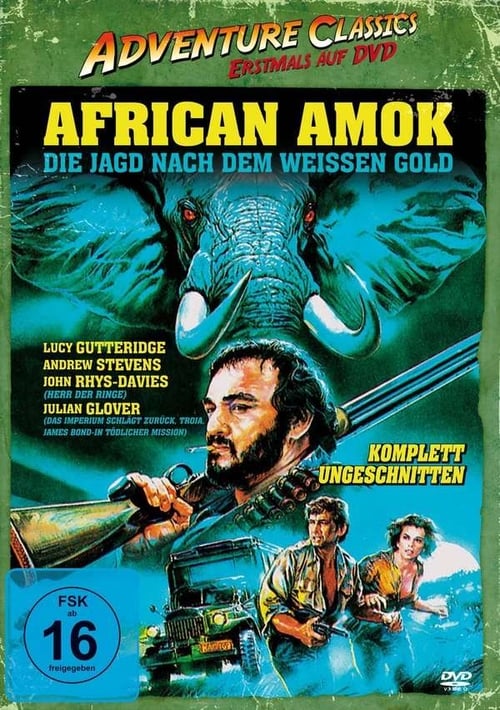 ADVENTURE CLASSICS
ERSTMALS AUF DVD
AFRICAN AMOK
DIE JAGD NACH DEM WEISSEN GOLD
LUCY GUTTERIDGE
ANDREW STEVENS
JOHN RHYS-DAVIES
(HERR DER RINGE)
JULIAN GLOVER
(DAS IMPERIUM SCHLÄGT ZURÜCK, TROJA,
JAMES BOND-IN TÖDLICHER MISSION)
KOMPLETT
UNGESCHNITTEN
FSK
ab
16
freigegeben
DVD